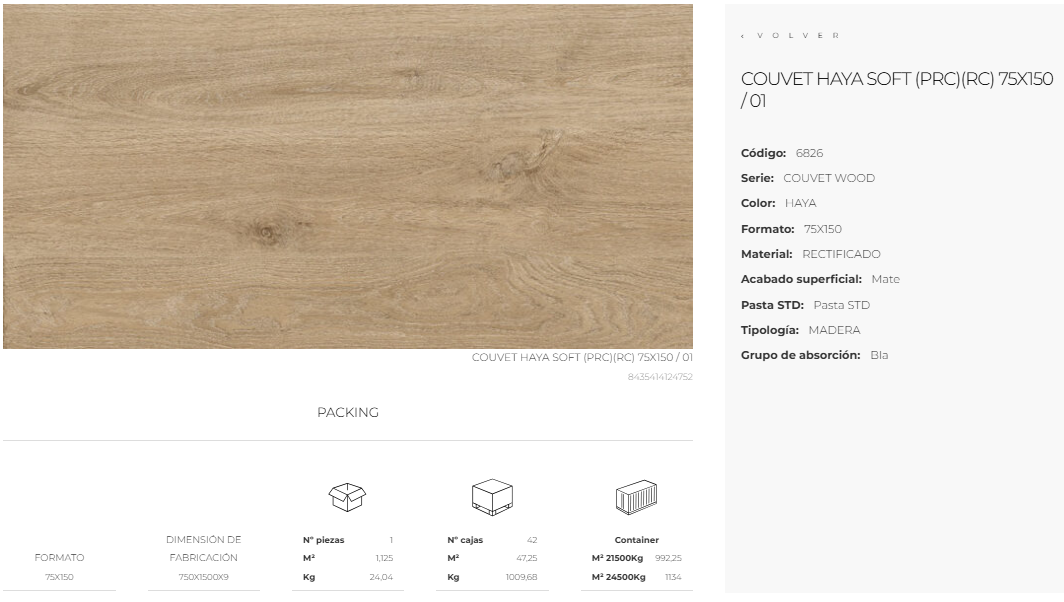 ‹ VOLVER
COUVET HAYA SOFT (PRC)(RC) 75X150
/ 01
Código: 6826
Serie: COUVET WOOD
Color: HAYA
Formato: 75X150
Material: RECTIFICADO
Acabado superficial: Mate
Pasta STD: Pasta STD
Tipología: MADERA
Grupo de absorción: BIa
COUVET HAYA SOFT (PRC)(RC) 75X150 / 01
8435414124752
PACKING
FORMATO
75X150
DIMENSIÓN DE
FABRICACIÓN
750X1500X9
Nº piezas 1
M² 1,125
Kg 24,04
Nº cajas 42
M² 47,25
Kg 1009,68
Container
M² 21500Kg 992,25
M² 24500Kg 1134